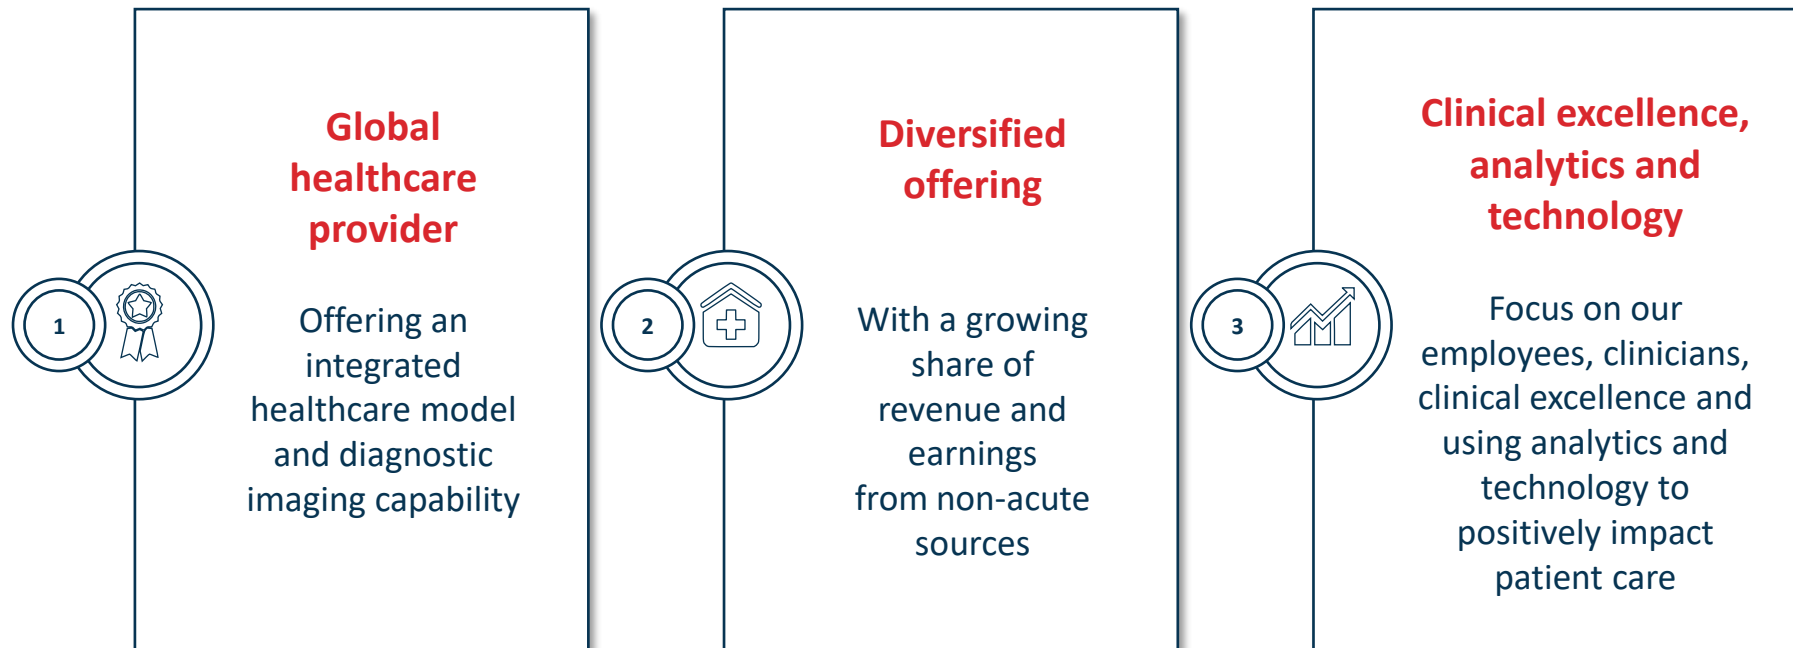 1
Global
healthcare
provider
Offering an
integrated
healthcare model
and diagnostic
imaging capability
2
Diversified
offering
With a growing
share of
revenue and
earnings
from non-acute
sources
3
Clinical excellence,
analytics and
technology
Focus on our
employees, clinicians,
clinical excellence and
using analytics and
technology to
positively impact
patient care